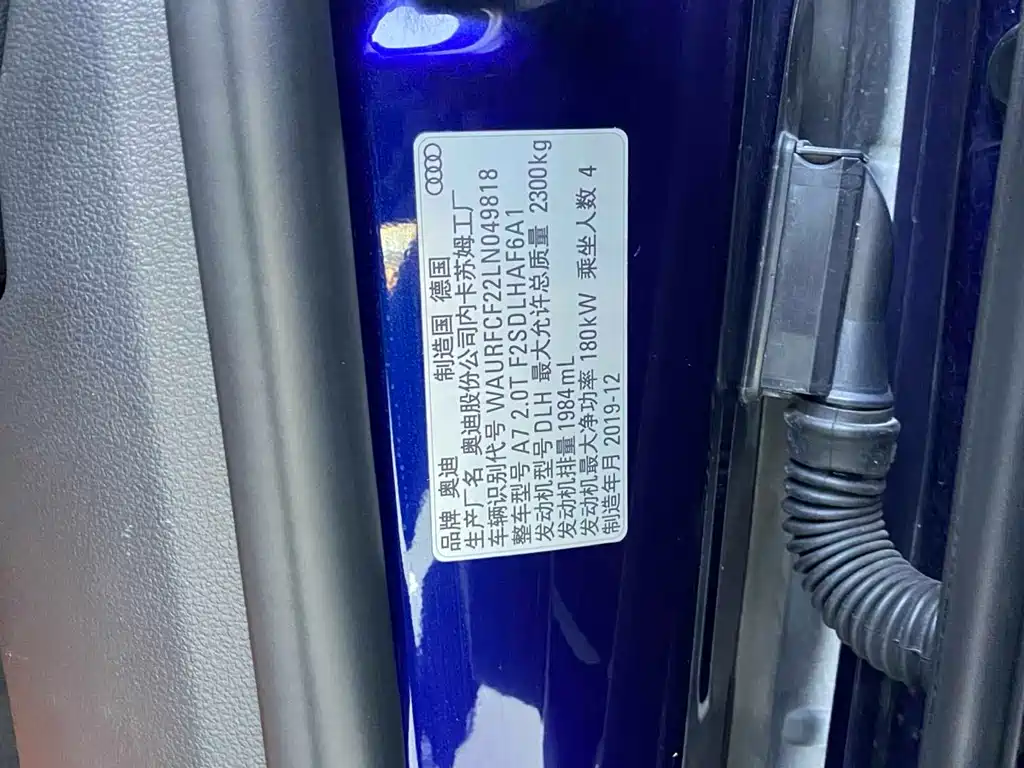 品牌 奥迪 制造国 德国
生产厂名 奥迪股份公司内卡苏姆工厂
车辆识别代号 WAURFCF22LN049818
整车型号 A7 2.0T F2SDLHAF6A1
发动机型号 DLH 最大允许总质量 2300kg
发动机排量 1984mL
发动机最大净功率 180kW 乘坐人数 4
制造年月 2019-12